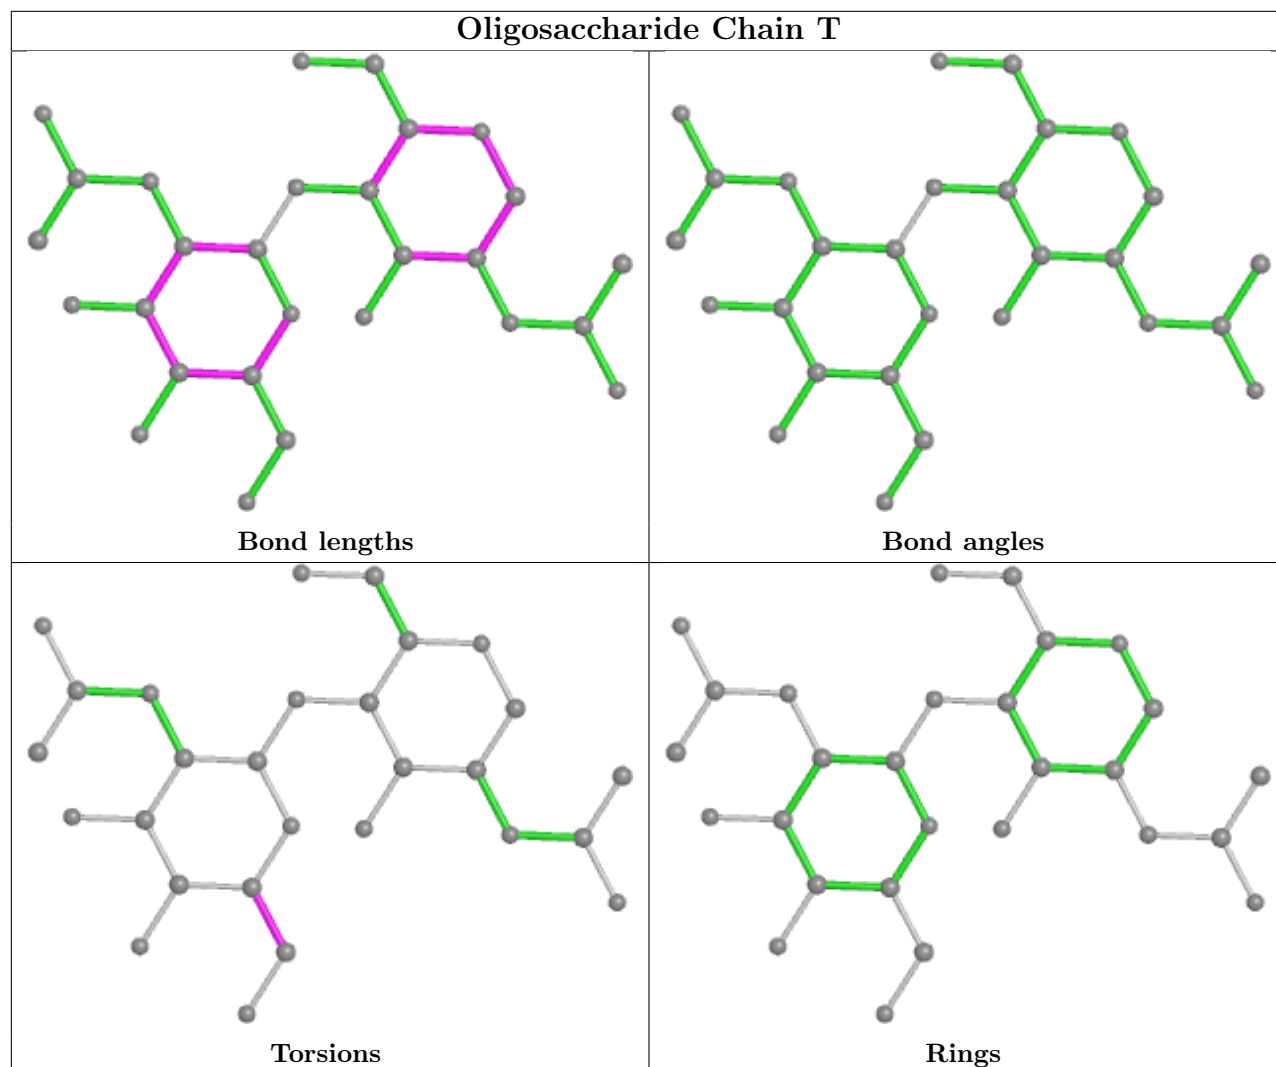 Oligosaccharide Chain T
Bond lengths
Bond angles
Torsions
Rings